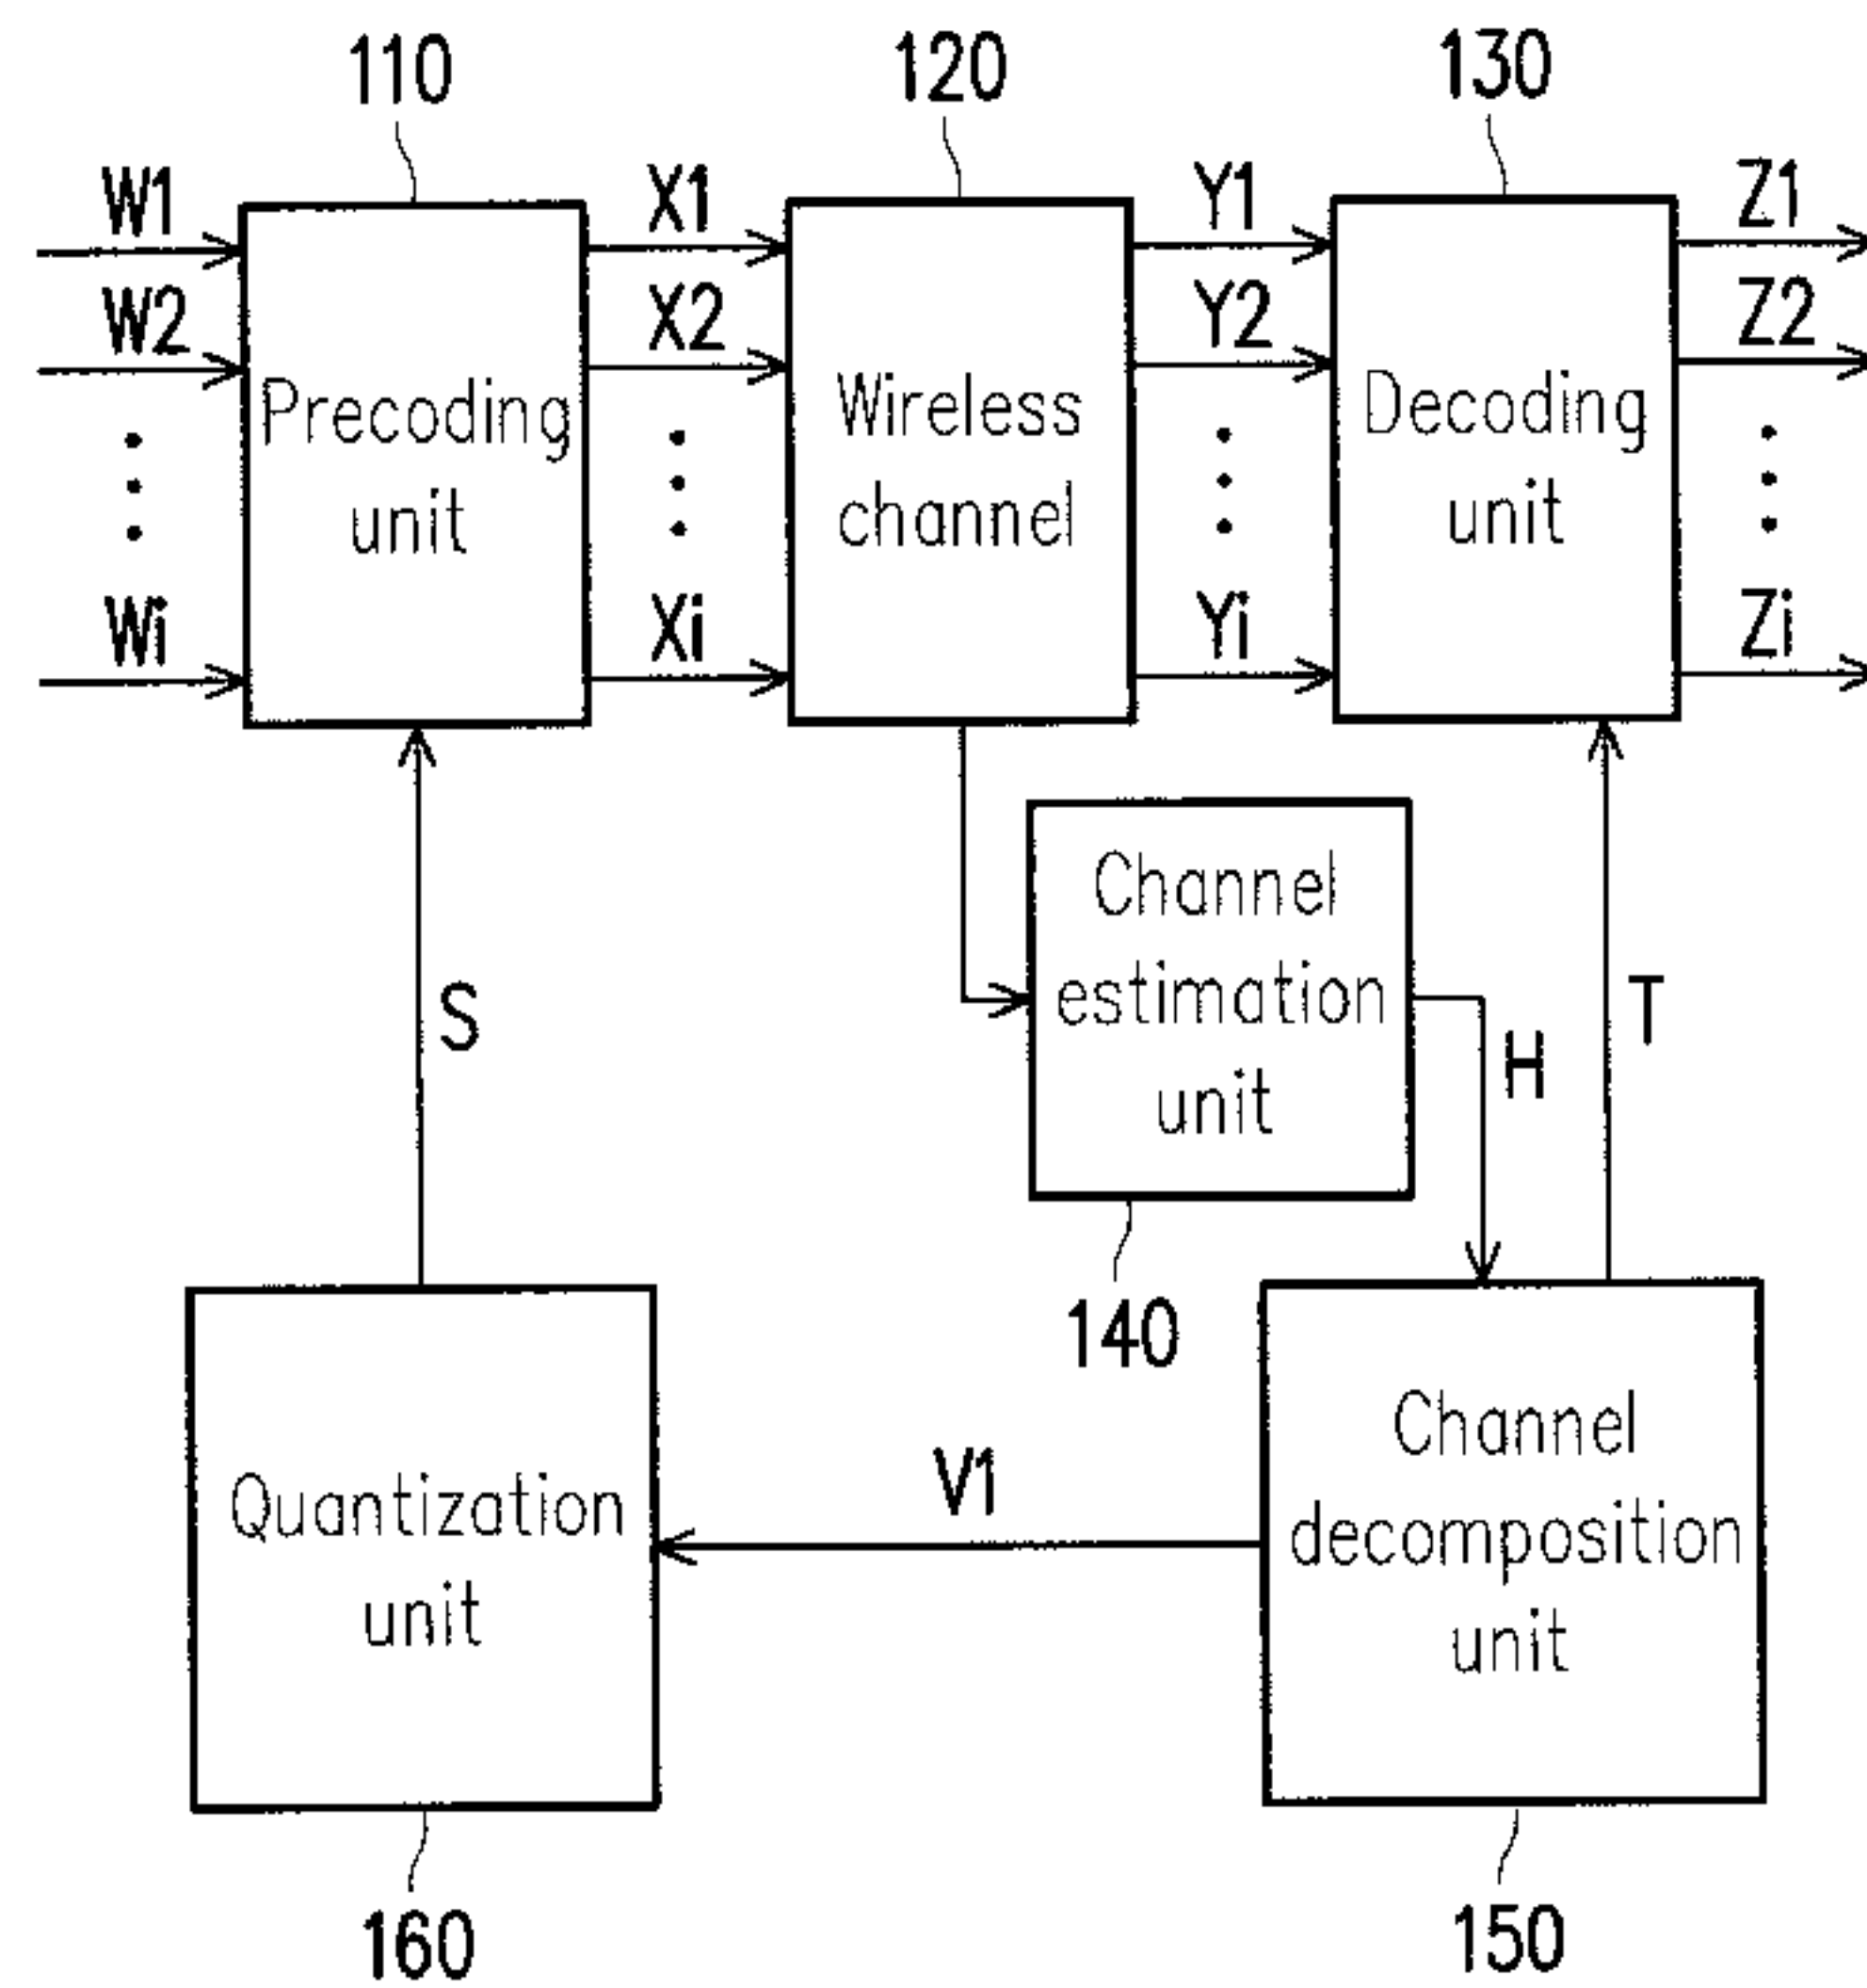 110
120
130
W1
X1
Y1
Z1
W2
X2
Y2
Z2
Precoding
unit
Wireless
channel
Decoding
unit
Wi
Xi
Yi
Zi
S
Channel
estimation
unit
H
T
140
Quantization
unit
V1
Channel
decomposition
unit
160
150